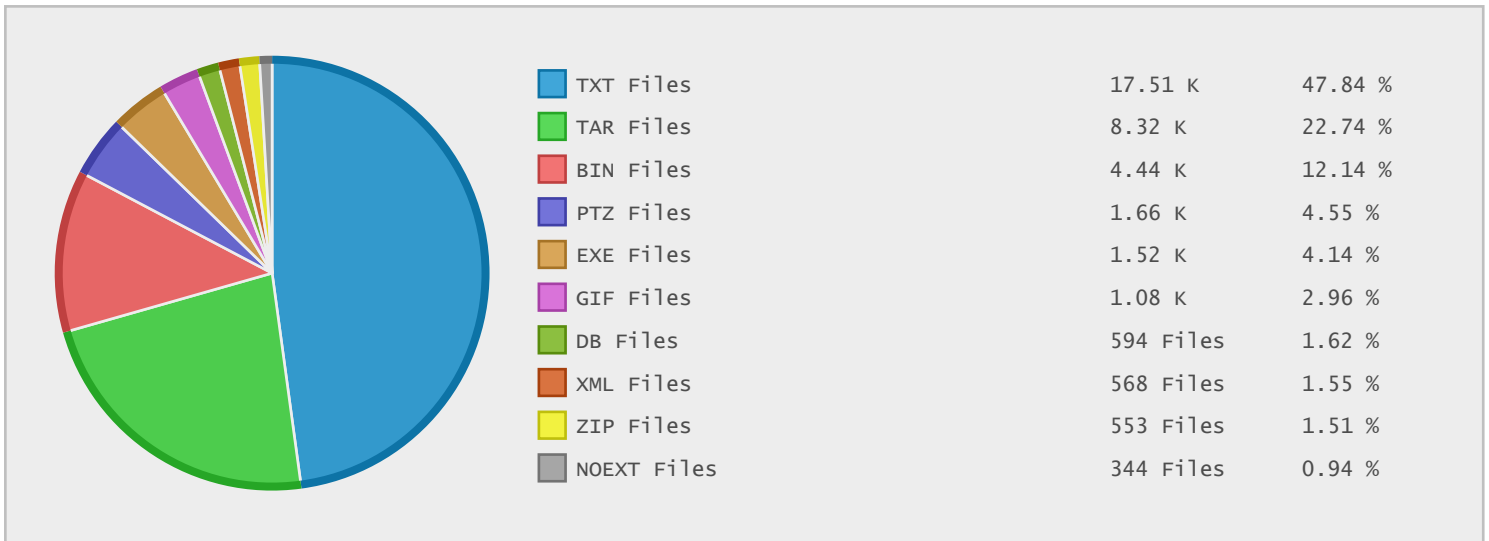 TXT Files 17.51 K 47.84 %
TAR Files 8.32 K 22.74 %
BIN Files 4.44 K 12.14 %
PTZ Files 1.66 K 4.55 %
EXE Files 1.52 K 4.14 %
GIF Files 1.08 K 2.96 %
DB Files 594 Files 1.62 %
XML Files 568 Files 1.55 %
ZIP Files 553 Files 1.51 %
NOEXT Files 344 Files 0.94 %